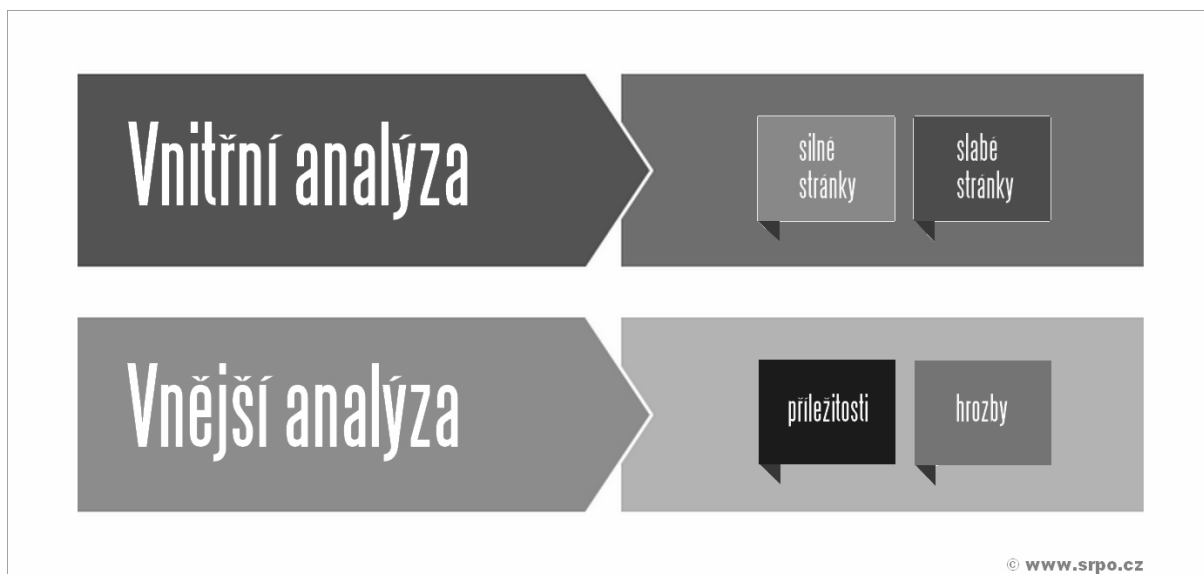 Vnitřní analýza
silné
stránky
slabé
stránky
Vnější analýza
příležitosti
hrozby
© www.srpo.cz